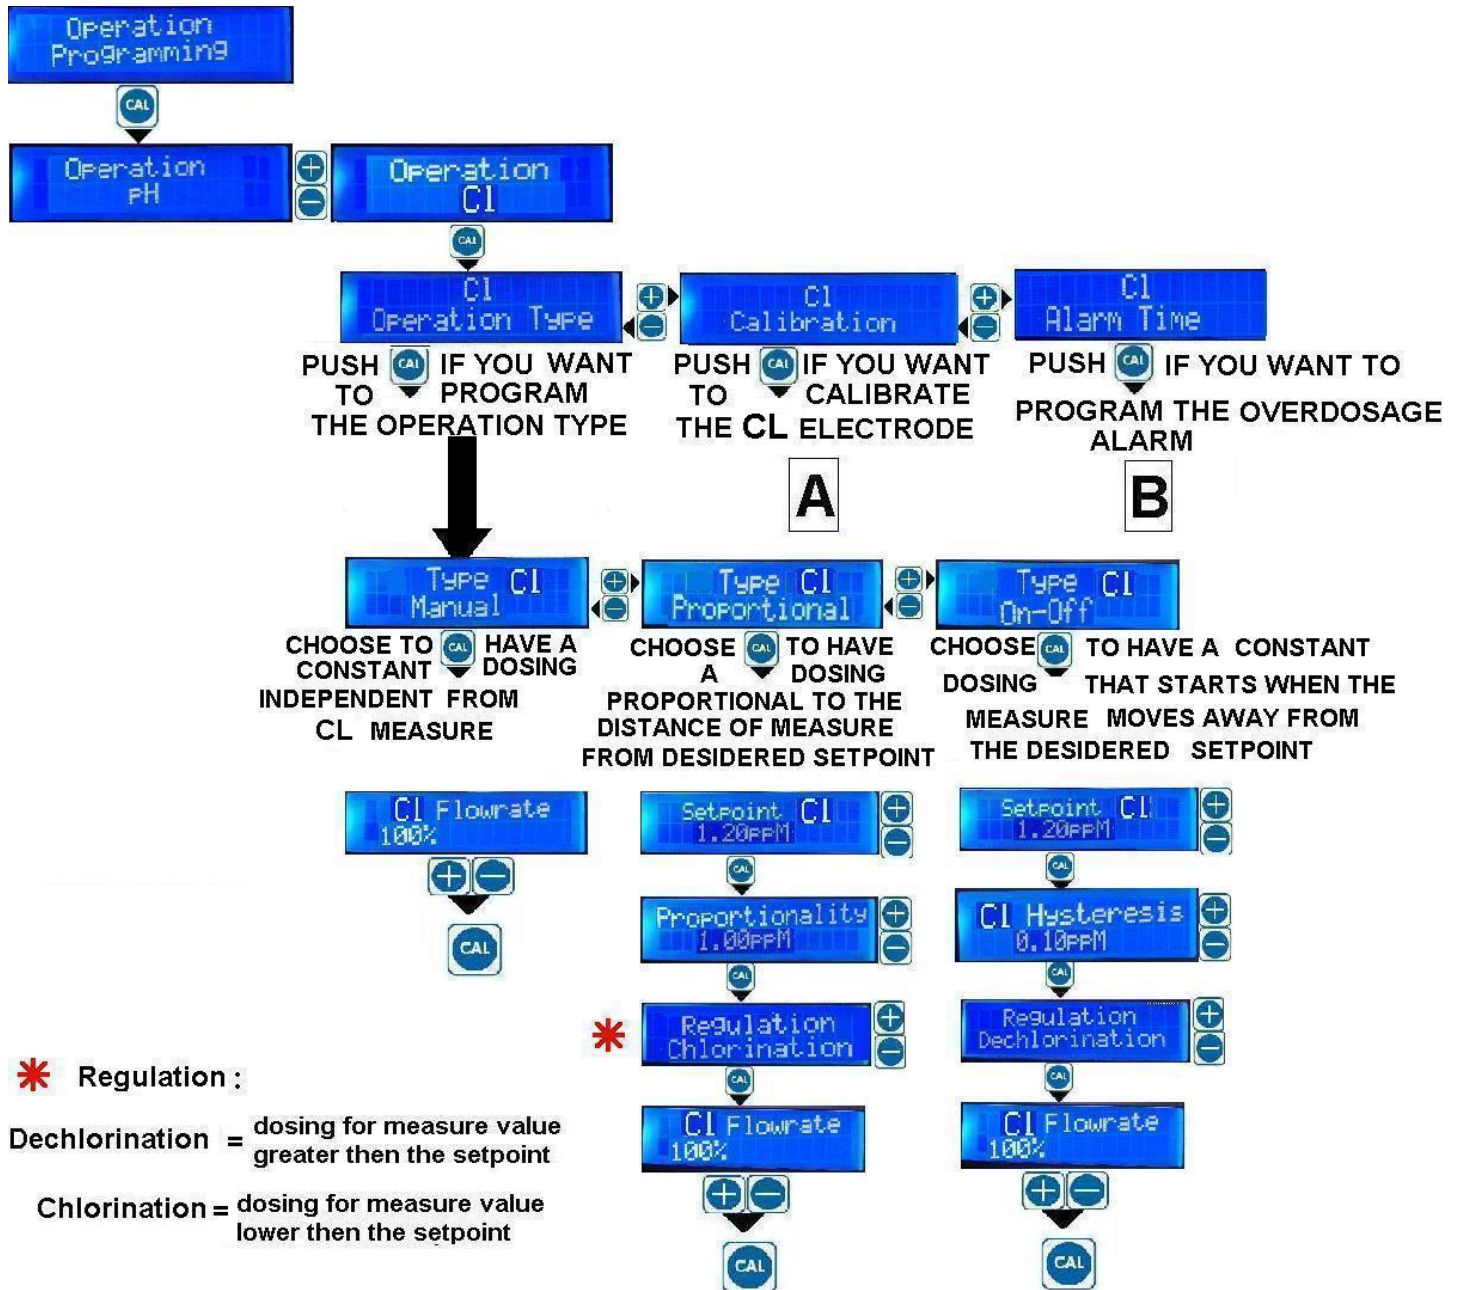 Operation
Programming
CAL
Operation
pH
+
-
Operation
Cl
CAL
Cl
Operation Type
+
-
Cl
Calibration
+
-
Cl
Alarm Time
PUSH CAL IF YOU WANT
TO PROGRAM
THE OPERATION TYPE
PUSH CAL IF YOU WANT
TO CALIBRATE
THE CL ELECTRODE
PUSH CAL IF YOU WANT TO
PROGRAM THE OVERDOSAGE
ALARM
A
B
Type Cl
Manual
+
-
Type Cl
Proportional
+
-
Type Cl
On-Off
CHOOSE TO CAL HAVE A
CONSTANT DOSING
INDEPENDENT FROM
CL MEASURE
CHOOSE CAL TO HAVE
A DOSING
PROPORTIONAL TO THE
DISTANCE OF MEASURE
FROM DESIDERED SETPOINT
CHOOSE CAL TO HAVE A CONSTANT
DOSING THAT STARTS WHEN THE
MEASURE MOVES AWAY FROM
THE DESIDERED SETPOINT
Cl Flowrate
100%
+ -
CAL
Setpoint Cl
1.20ppM
+
-
CAL
Proportionality
1.00ppM
+
-
CAL
* Regulation
Chlorination
+
-
CAL
Cl Flowrate
100%
+ -
CAL
Setpoint Cl
1.20ppM
+
-
CAL
Cl Hysteresis
0.10ppM
+
-
CAL
Regulation
Dechlorination
+
-
CAL
Cl Flowrate
100%
+ -
CAL
* Regulation :
Dechlorination = dosing for measure value
greater then the setpoint
Chlorination = dosing for measure value
lower then the setpoint